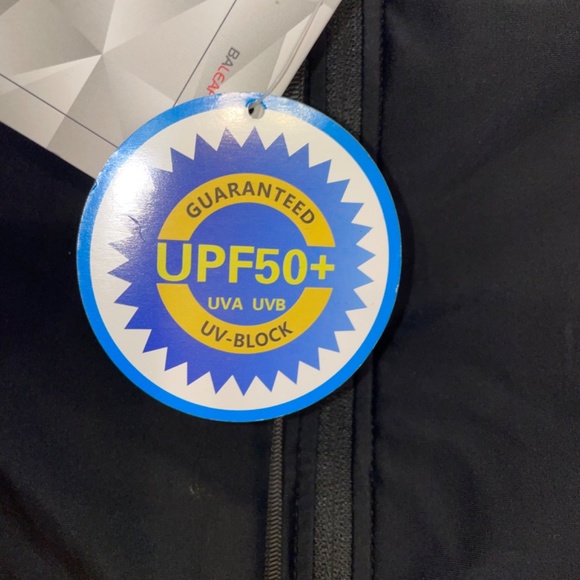 GUARANTEED
UPF50+
UVA UVB
UV-BLOCK